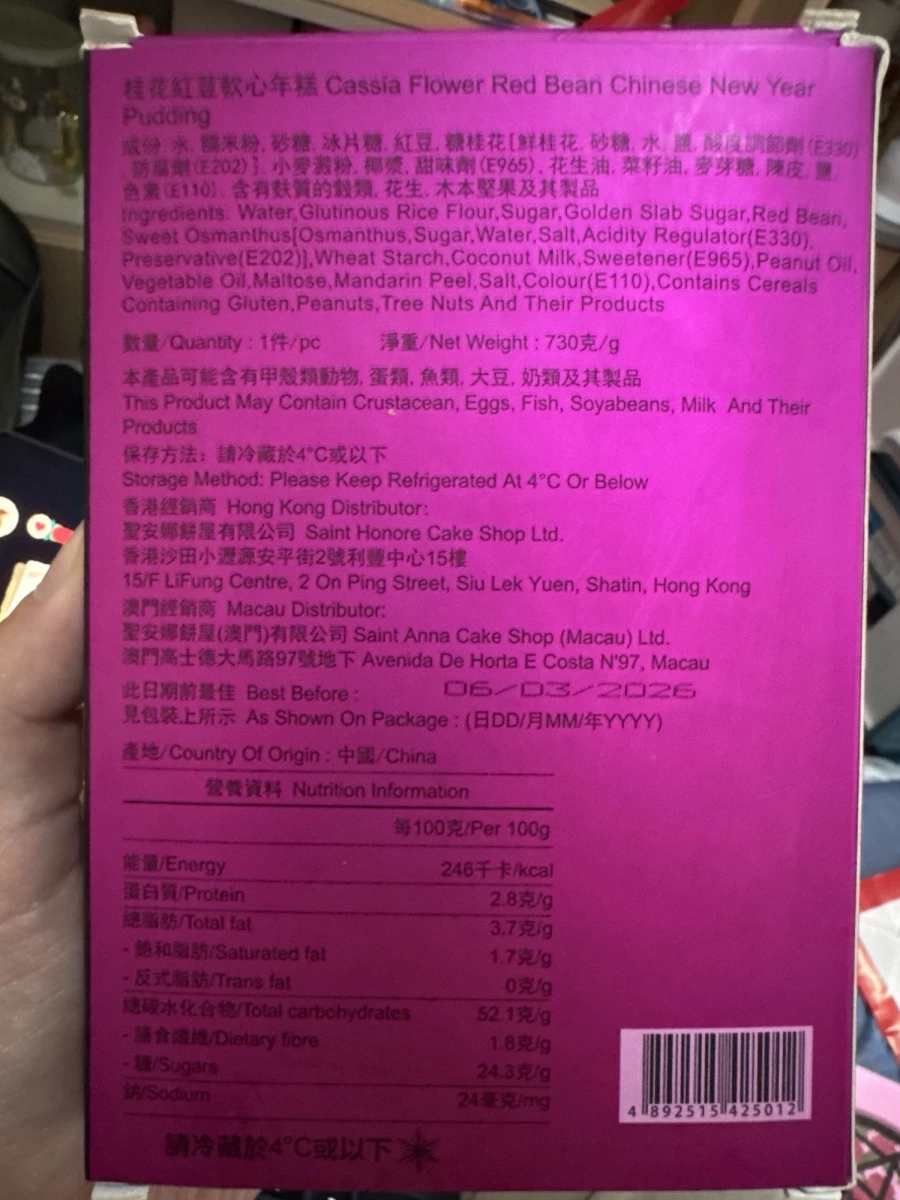 桂花紅荳軟心年糕 Cassia Flower Red Bean Chinese New Year
Pudding
成份: 水, 糯米粉, 砂糖, 冰片糖, 紅豆, 糖桂花[鮮桂花, 砂糖, 水, 鹽, 酸度調節劑(E330)
, 防腐劑(E202)], 小麥澱粉, 椰漿, 甜味劑(E965), 花生油, 菜籽油, 麥芽糖, 陳皮, 鹽,
色素(E110), 含有麩質的穀類, 花生, 木本堅果及其製品
Ingredients: Water,Glutinous Rice Flour,Sugar,Golden Slab Sugar,Red Bean,
Sweet Osmanthus[Osmanthus,Sugar,Water,Salt,Acidity Regulator(E330),
Preservative(E202)],Wheat Starch,Coconut Milk,Sweetener(E965),Peanut Oil,
Vegetable Oil,Maltose,Mandarin Peel,Salt,Colour(E110),Contains Cereals
Containing Gluten,Peanuts,Tree Nuts And Their Products
數量/Quantity : 1件/pc 淨重/Net Weight : 730克/g
本產品可能含有甲殼類動物, 蛋類, 魚類, 大豆, 奶類及其製品
This Product May Contain Crustacean, Eggs, Fish, Soyabeans, Milk And Their
Products
保存方法: 請冷藏於4°C或以下
Storage Method: Please Keep Refrigerated At 4°C Or Below
香港經銷商 Hong Kong Distributor:
聖安娜餅屋有限公司 Saint Honore Cake Shop Ltd.
香港沙田小瀝源安平街2號利豐中心15樓
15/F LiFung Centre, 2 On Ping Street, Siu Lek Yuen, Shatin, Hong Kong
澳門經銷商 Macau Distributor:
聖安娜餅屋(澳門)有限公司 Saint Anna Cake Shop (Macau) Ltd.
澳門高士德大馬路97號地下 Avenida De Horta E Costa N'97, Macau
此日期前最佳 Best Before : 06/03/2026
見包裝上所示 As Shown On Package : (日DD/月MM/年YYYY)
產地/Country Of Origin : 中國/China
營養資料 Nutrition Information
每100克/Per 100g
能量/Energy 246千卡/kcal
蛋白質/Protein 2.8克/g
總脂肪/Total fat 3.7克/g
- 飽和脂肪/Saturated fat 1.7克/g
- 反式脂肪/Trans fat 0克/g
總碳水化合物/Total carbohydrates 52.1克/g
- 膳食纖維/Dietary fibre 1.8克/g
- 糖/Sugars 24.3克/g
鈉/Sodium 24毫克/mg
請冷藏於4°C或以下
4 892515 425012